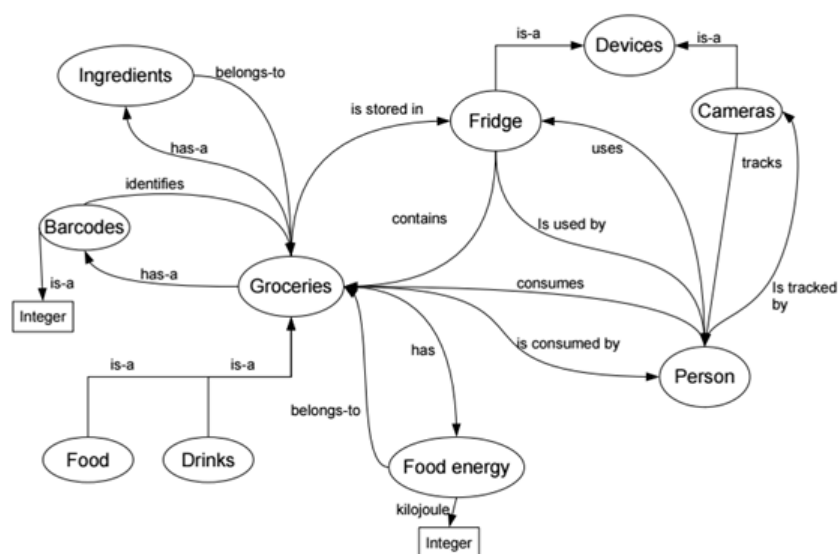 is-a
Devices
is-a
Ingredients
belongs-to
is stored in
Fridge
Cameras
has-a
uses
tracks
identifies
Barcodes
contains
Is used by
is-a
has-a
Groceries
consumes
Is tracked
by
Integer
has
is consumed by
is-a
is-a
Person
belongs-to
Food
Drinks
Food energy
kilojoule
Integer